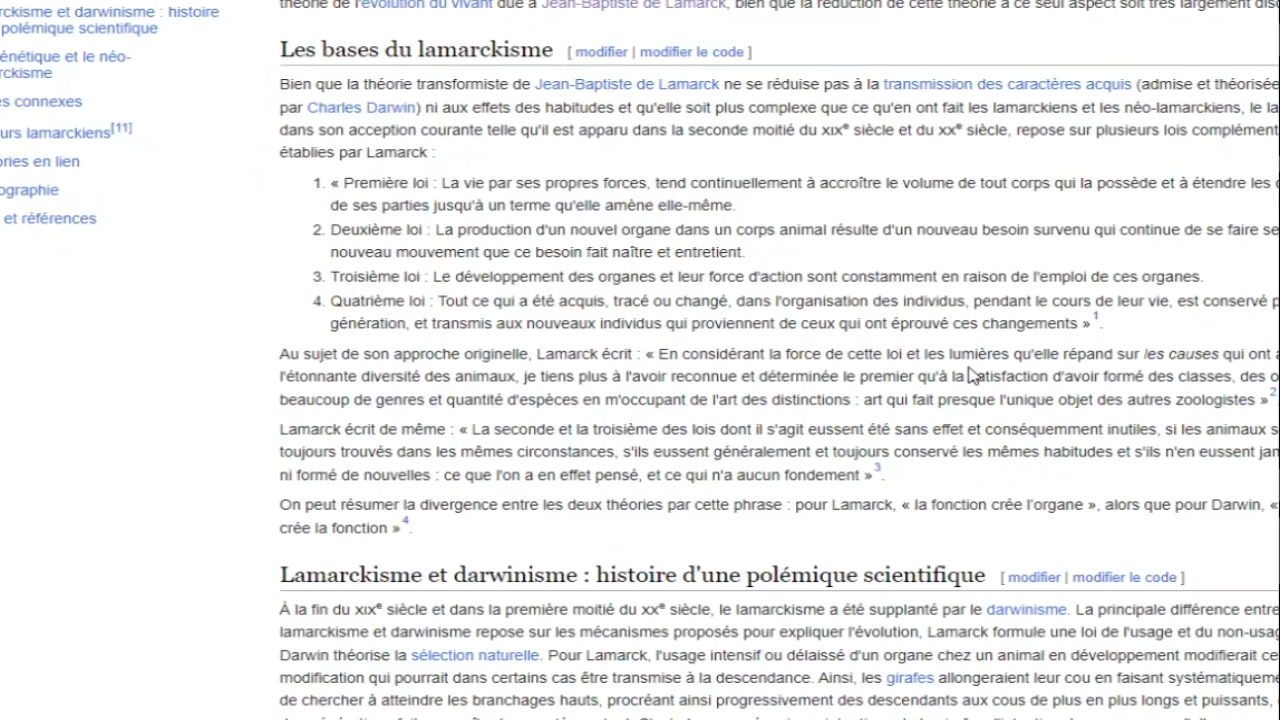 théorie de l'évolution du vivant due à Jean-Baptiste de Lamarck, bien que la réduction de cette théorie à ce seul aspect soit très largement
rckisme et darwinisme : histoire
polémique scientifique
énétique et le néo-
rckisme
s connexes
urs lamarckiens[11]
ries en lien
ographie
et références
Les bases du lamarckisme [ modifier | modifier le code ]
Bien que la théorie transformiste de Jean-Baptiste de Lamarck ne se réduise pas à la transmission des caractères acquis (admise et théorisée
par Charles Darwin) ni aux effets des habitudes et qu'elle soit plus complexe que ce qu'en ont fait les lamarckiens et les néo-lamarckiens, le la
dans son acception courante telle qu'il est apparu dans la seconde moitié du XIXe siècle et du XXe siècle, repose sur plusieurs lois complément
établies par Lamarck :
1. « Première loi : La vie par ses propres forces, tend continuellement à accroître le volume de tout corps qui la possède et à étendre les
de ses parties jusqu'à un terme qu'elle amène elle-même.
2. Deuxième loi : La production d'un nouvel organe dans un corps animal résulte d'un nouveau besoin survenu qui continue de se faire se
nouveau mouvement que ce besoin fait naître et entretient.
3. Troisième loi : Le développement des organes et leur force d'action sont constamment en raison de l'emploi de ces organes.
4. Quatrième loi : Tout ce qui a été acquis, tracé ou changé, dans l'organisation des individus, pendant le cours de leur vie, est conservé p
génération, et transmis aux nouveaux individus qui proviennent de ceux qui ont éprouvé ces changements »1.
Au sujet de son approche originelle, Lamarck écrit : « En considérant la force de cette loi et les lumières qu'elle répand sur les causes qui ont
l'étonnante diversité des animaux, je tiens plus à l'avoir reconnue et déterminée le premier qu'à la satisfaction d'avoir formé des classes, des o
beaucoup de genres et quantité d'espèces en m'occupant de l'art des distinctions : art qui fait presque l'unique objet des autres zoologistes »2
Lamarck écrit de même : « La seconde et la troisième des lois dont il s'agit eussent été sans effet et conséquemment inutiles, si les animaux s
toujours trouvés dans les mêmes circonstances, s'ils eussent généralement et toujours conservé les mêmes habitudes et s'ils n'en eussent jam
ni formé de nouvelles : ce que l'on a en effet pensé, et ce qui n'a aucun fondement »3.
On peut résumer la divergence entre les deux théories par cette phrase : pour Lamarck, « la fonction crée l'organe », alors que pour Darwin, «
crée la fonction »4.
Lamarckisme et darwinisme : histoire d'une polémique scientifique [ modifier | modifier le code ]
À la fin du XIXe siècle et dans la première moitié du XXe siècle, le lamarckisme a été supplanté par le darwinisme. La principale différence entre
lamarckisme et darwinisme repose sur les mécanismes proposés pour expliquer l'évolution, Lamarck formule une loi de l'usage et du non-usag
Darwin théorise la sélection naturelle. Pour Lamarck, l'usage intensif ou délaissé d'un organe chez un animal en développement modifierait ce
modification qui pourrait dans certains cas être transmise à la descendance. Ainsi, les girafes allongeraient leur cou en faisant systématiqueme
de chercher à atteindre les branchages hauts, procréant ainsi progressivement des descendants aux cous de plus en plus longs et puissants,